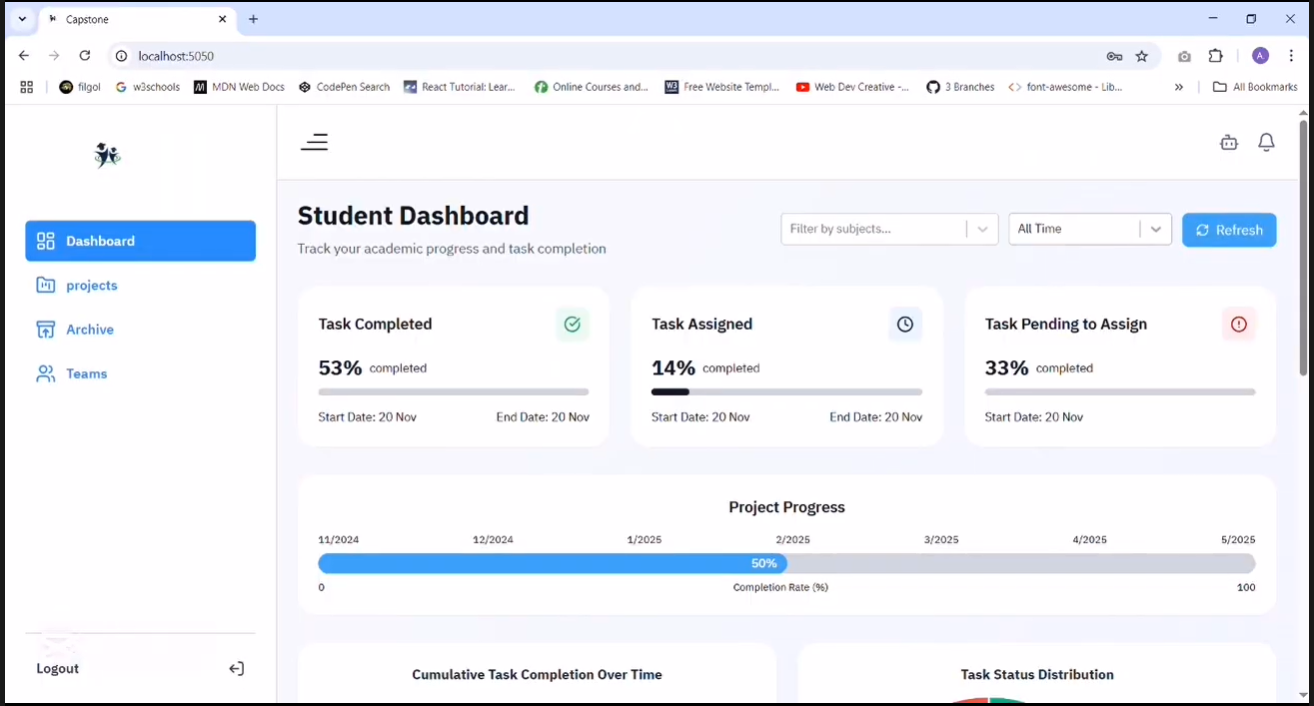 Capstone
localhost:5050
A
filgol
w3schools
MDN Web Docs
CodePen Search
React Tutorial: Lear...
Online Courses and...
Free Website Templ...
Web Dev Creative -...
3 Branches
font-awesome - Lib...
»
All Bookmarks
Student Dashboard
Track your academic progress and task completion
Filter by subjects...
All Time
Refresh
Dashboard
projects
Archive
Teams
Logout
Task Completed
53% completed
Start Date: 20 Nov End Date: 20 Nov
Task Assigned
14% completed
Start Date: 20 Nov End Date: 20 Nov
Task Pending to Assign
33% completed
Start Date: 20 Nov
Project Progress
11/2024 12/2024 1/2025 2/2025 3/2025 4/2025 5/2025
50%
0 Completion Rate (%) 100
Cumulative Task Completion Over Time
Task Status Distribution